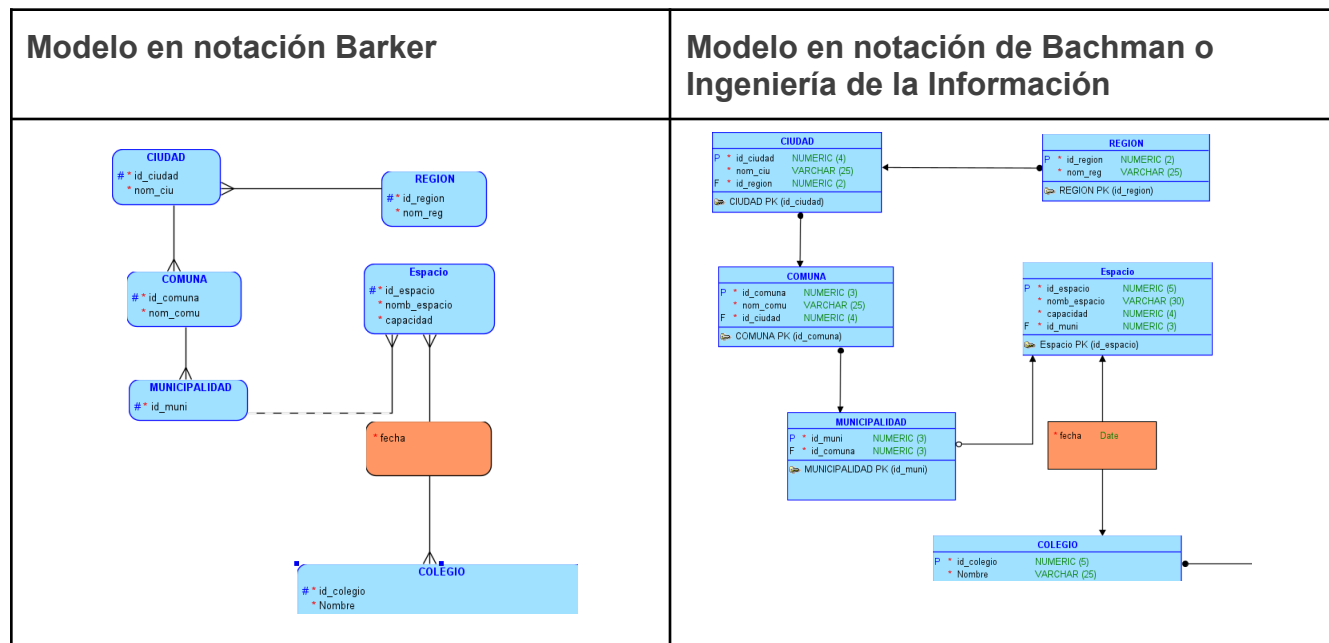 Modelo en notación Barker
Modelo en notación de Bachman o
Ingeniería de la Información
CIUDAD
# * id_ciudad
* nom_ciu
REGION
# * id_region
* nom_reg
COMUNA
# * id_comuna
* nom_comu
Espacio
# * id_espacio
* nomb_espacio
* capacidad
MUNICIPALIDAD
# * id_muni
* fecha
COLEGIO
# * id_colegio
* Nombre
CIUDAD
P * id_ciudad NUMERIC (4)
* nom_ciu VARCHAR (25)
F * id_region NUMERIC (2)
CIUDAD PK (id_ciudad)
REGION
P * id_region NUMERIC (2)
* nom_reg VARCHAR (25)
REGION PK (id_region)
COMUNA
P * id_comuna NUMERIC (3)
* nom_comu VARCHAR (25)
F * id_ciudad NUMERIC (4)
COMUNA PK (id_comuna)
Espacio
P * id_espacio NUMERIC (5)
* nomb_espacio VARCHAR (30)
* capacidad NUMERIC (4)
F * id_muni NUMERIC (3)
Espacio PK (id_espacio)
MUNICIPALIDAD
P * id_muni NUMERIC (3)
F * id_comuna NUMERIC (3)
MUNICIPALIDAD PK (id_muni)
* fecha Date
COLEGIO
P * id_colegio NUMERIC (5)
* Nombre VARCHAR (25)